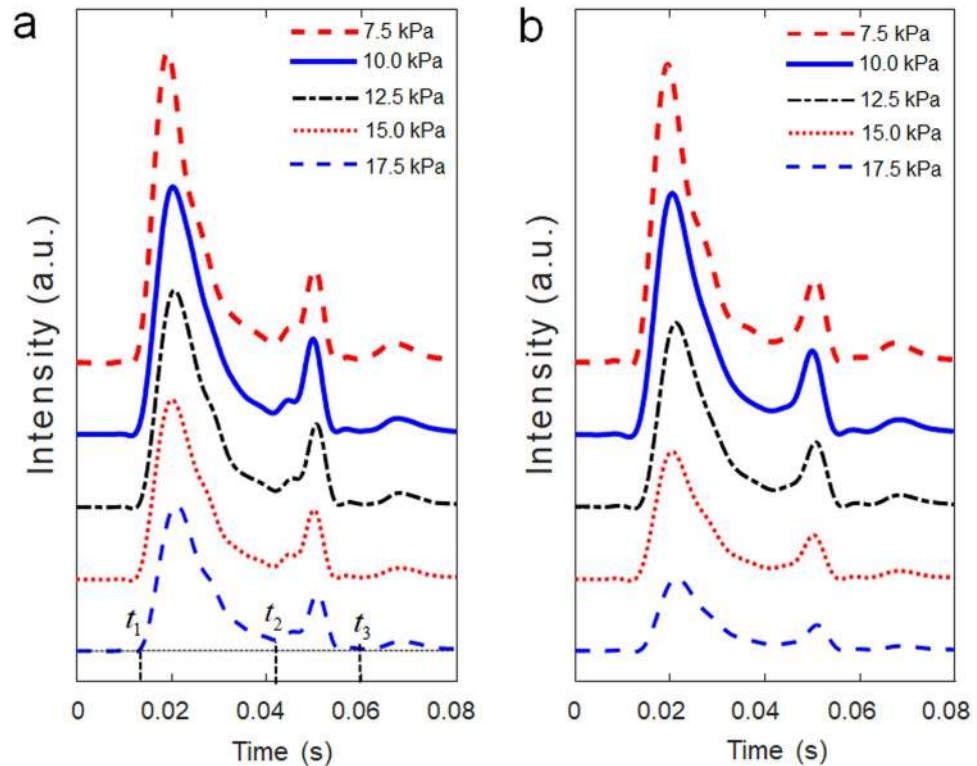 a
7.5 kPa
10.0 kPa
12.5 kPa
15.0 kPa
17.5 kPa
Intensity (a.u.)
t1
t2
t3
0
0.02
0.04
0.06
0.08
Time (s)
b
7.5 kPa
10.0 kPa
12.5 kPa
15.0 kPa
17.5 kPa
Intensity (a.u.)
0
0.02
0.04
0.06
0.08
Time (s)